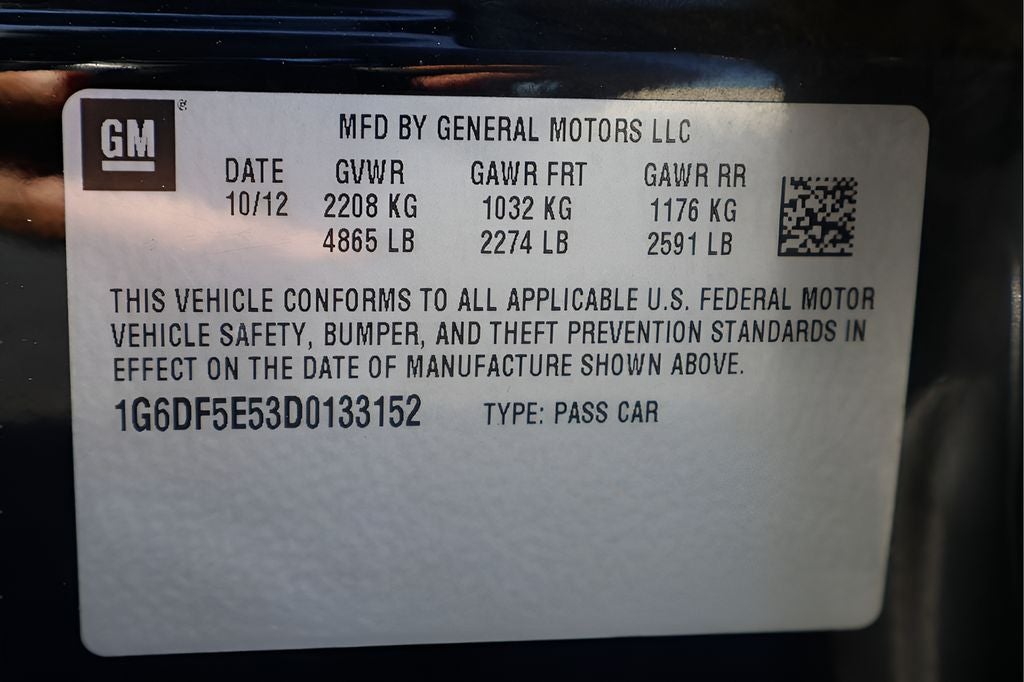 GM ®
MFD BY GENERAL MOTORS LLC
DATE GVWR GAWR FRT GAWR RR
10/12 2208 KG 1032 KG 1176 KG
4865 LB 2274 LB 2591 LB
THIS VEHICLE CONFORMS TO ALL APPLICABLE U.S. FEDERAL MOTOR
VEHICLE SAFETY, BUMPER, AND THEFT PREVENTION STANDARDS IN
EFFECT ON THE DATE OF MANUFACTURE SHOWN ABOVE.
1G6DF5E53D0133152 TYPE: PASS CAR